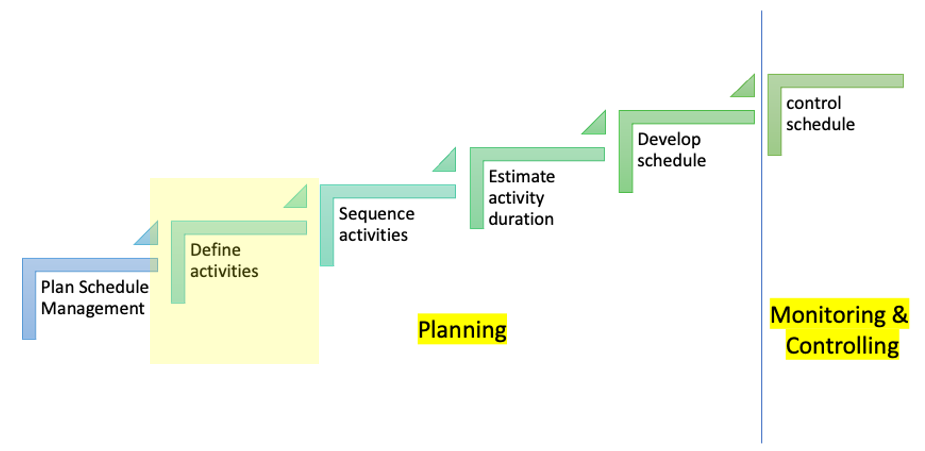 Plan Schedule
Management
Define
activities
Sequence
activities
Estimate
activity
duration
Develop
schedule
control
schedule
Planning
Monitoring &
Controlling